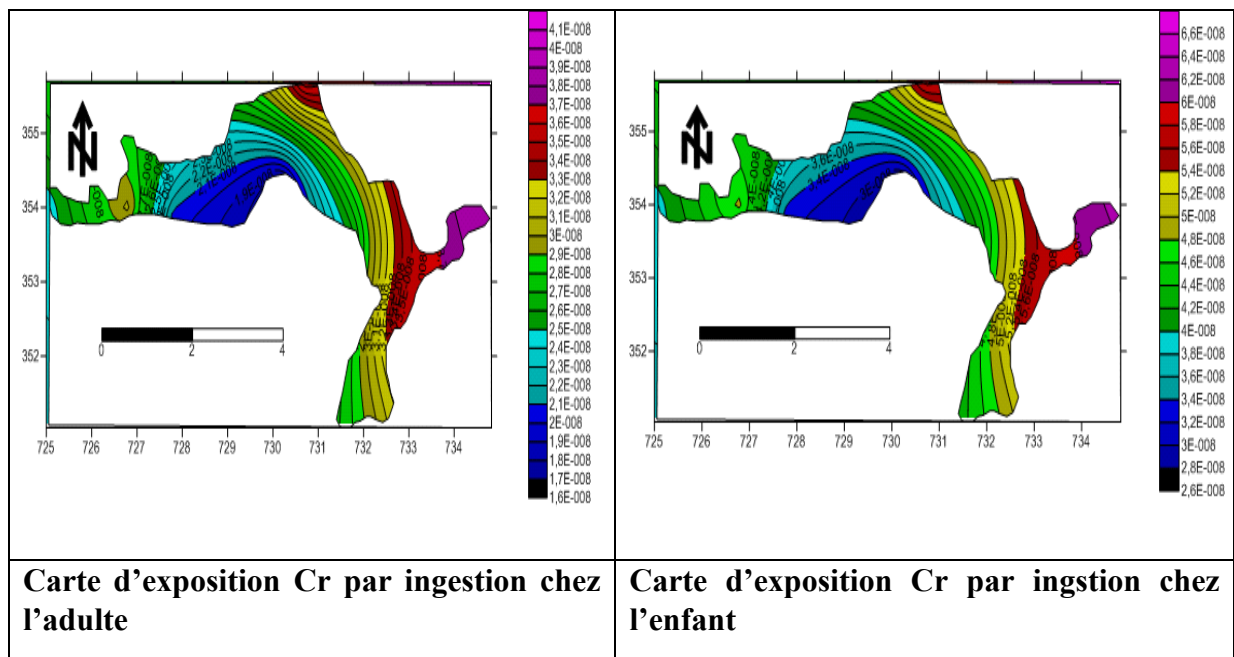 4,1E-008
4E-008
3,9E-008
3,8E-008
3,7E-008
3,5E-008
3,4E-008
3,3E-008
3,1E-008
3E-008
2,9E-008
2,8E-008
2,7E-008
2,5E-008
2,4E-008
2,3E-008
2,1E-008
2E-008
1,9E-008
1,8E-008
1,7E-008
1,6E-008
N
355
354
353
352
725 726 727 728 729 730 731 732 733 734
0 2 4
2,1E-008
Carte d’exposition Cr par ingestion chez
l’adulte
6,6E-008
6,4E-008
6,2E-008
6E-008
5,8E-008
5,6E-008
5,4E-008
5,2E-008
5E-008
4,8E-008
4,6E-008
4,4E-008
4,2E-008
4E-008
3,8E-008
3,6E-008
3,4E-008
3,2E-008
3E-008
2,8E-008
2,6E-008
N
355
354
353
352
725 726 727 728 729 730 731 732 733 734
0 2 4
3,6E-008
Carte d’exposition Cr par ingstion chez
l’enfant